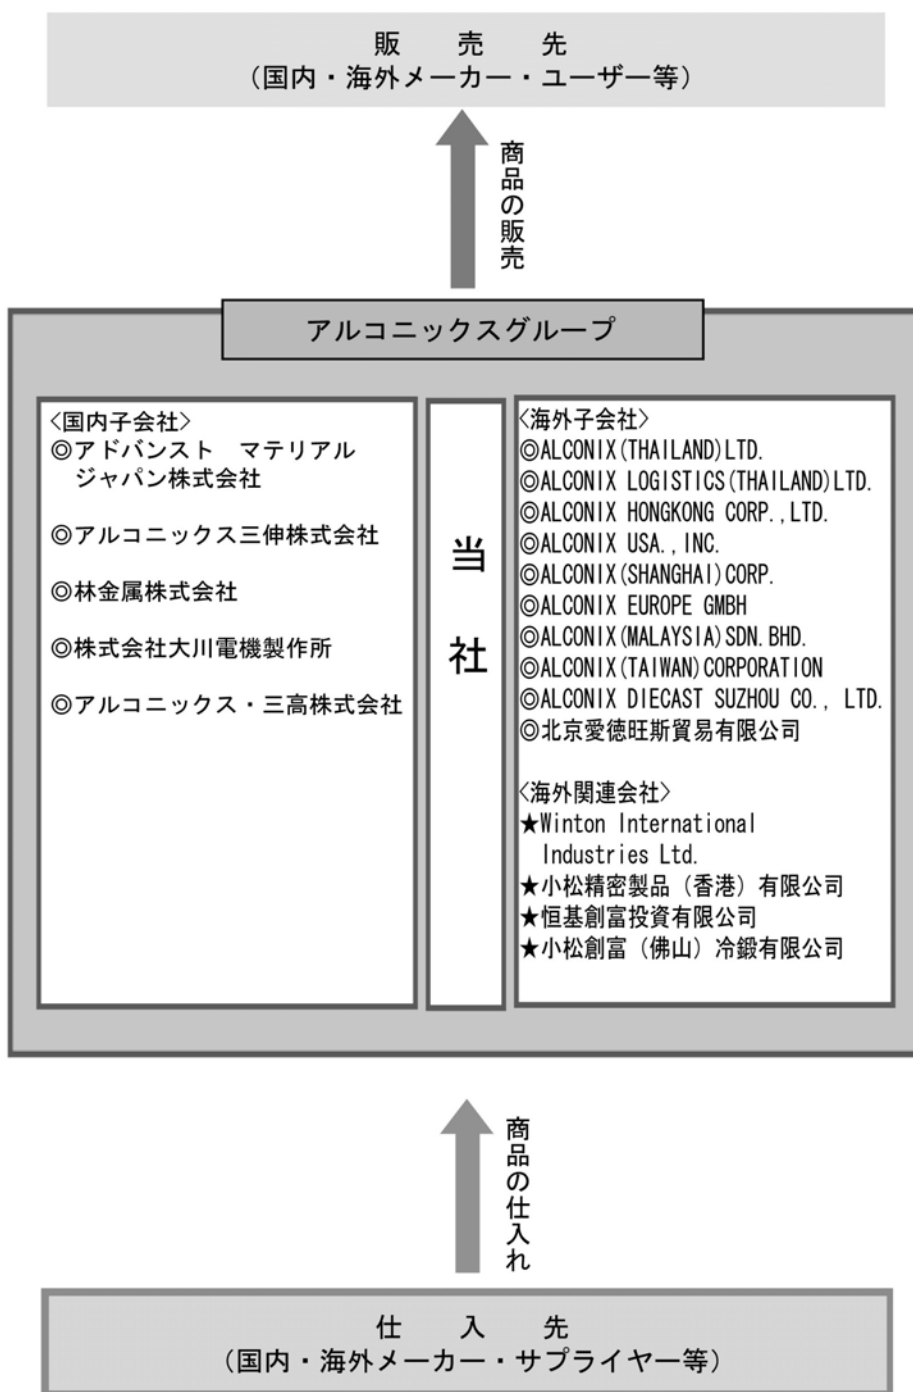 販　売　先
（国内・海外メーカー・ユーザー等）
商品の販売
アルコニックスグループ
〈国内子会社〉
◎アドバンスト　マテリアル
ジャパン株式会社
◎アルコニックス三伸株式会社
◎林金属株式会社
◎株式会社大川電機製作所
◎アルコニックス・三高株式会社
当社
〈海外子会社〉
◎ALCONIX(THAILAND)LTD.
◎ALCONIX LOGISTICS(THAILAND)LTD.
◎ALCONIX HONGKONG CORP.,LTD.
◎ALCONIX USA.,INC.
◎ALCONIX(SHANGHAI)CORP.
◎ALCONIX EUROPE GMBH
◎ALCONIX(MALAYSIA)SDN.BHD.
◎ALCONIX(TAIWAN)CORPORATION
◎ALCONIX DIECAST SUZHOU CO., LTD.
◎北京愛徳旺斯貿易有限公司
〈海外関連会社〉
★Winton International
Industries Ltd.
★小松精密製品（香港）有限公司
★恒基創富投資有限公司
★小松創富（佛山）冷鍛有限公司
商品の仕入れ
仕　入　先
（国内・海外メーカー・サプライヤー等）